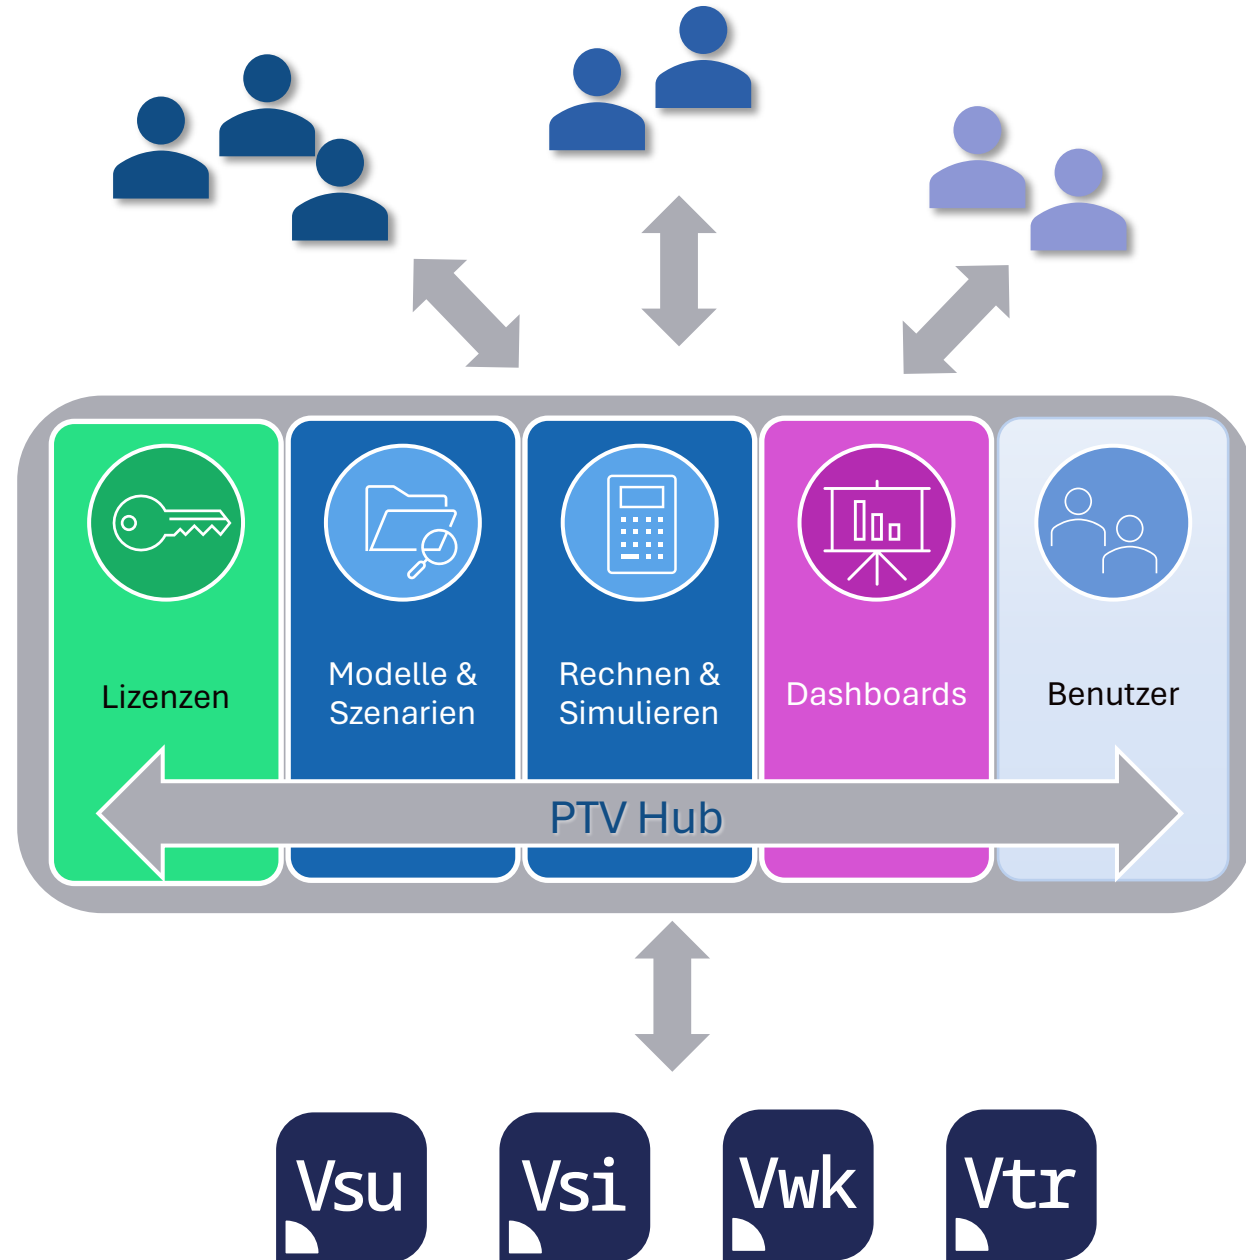 Lizenzen
Modelle &
Szenarien
Rechnen &
Simulieren
Dashboards
Benutzer
PTV Hub
Vsu
Vsi
Vwk
Vtr